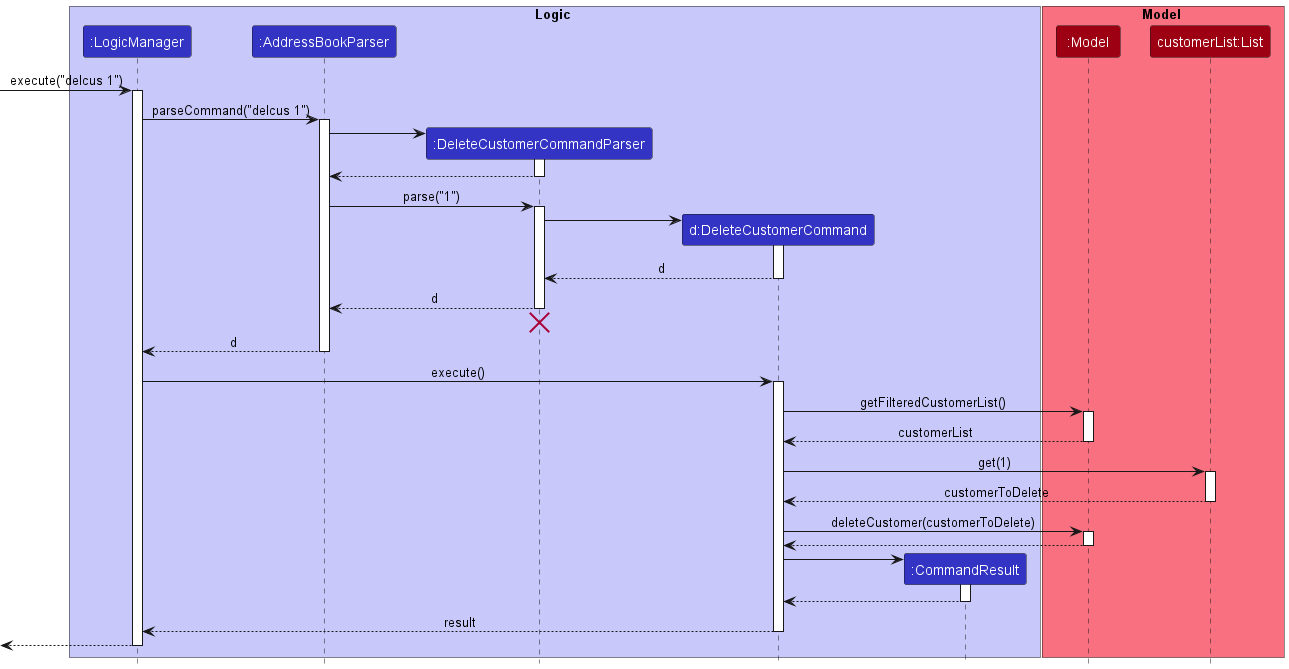 Logic
Model
:LogicManager
:AddressBookParser
:Model
customerList:List
execute("delcus 1")
parseCommand("delcus 1")
:DeleteCustomerCommandParser
parse("1")
d:DeleteCustomerCommand
d
d
d
execute()
getFilteredCustomerList()
customerList
get(1)
customerToDelete
deleteCustomer(customerToDelete)
:CommandResult
result